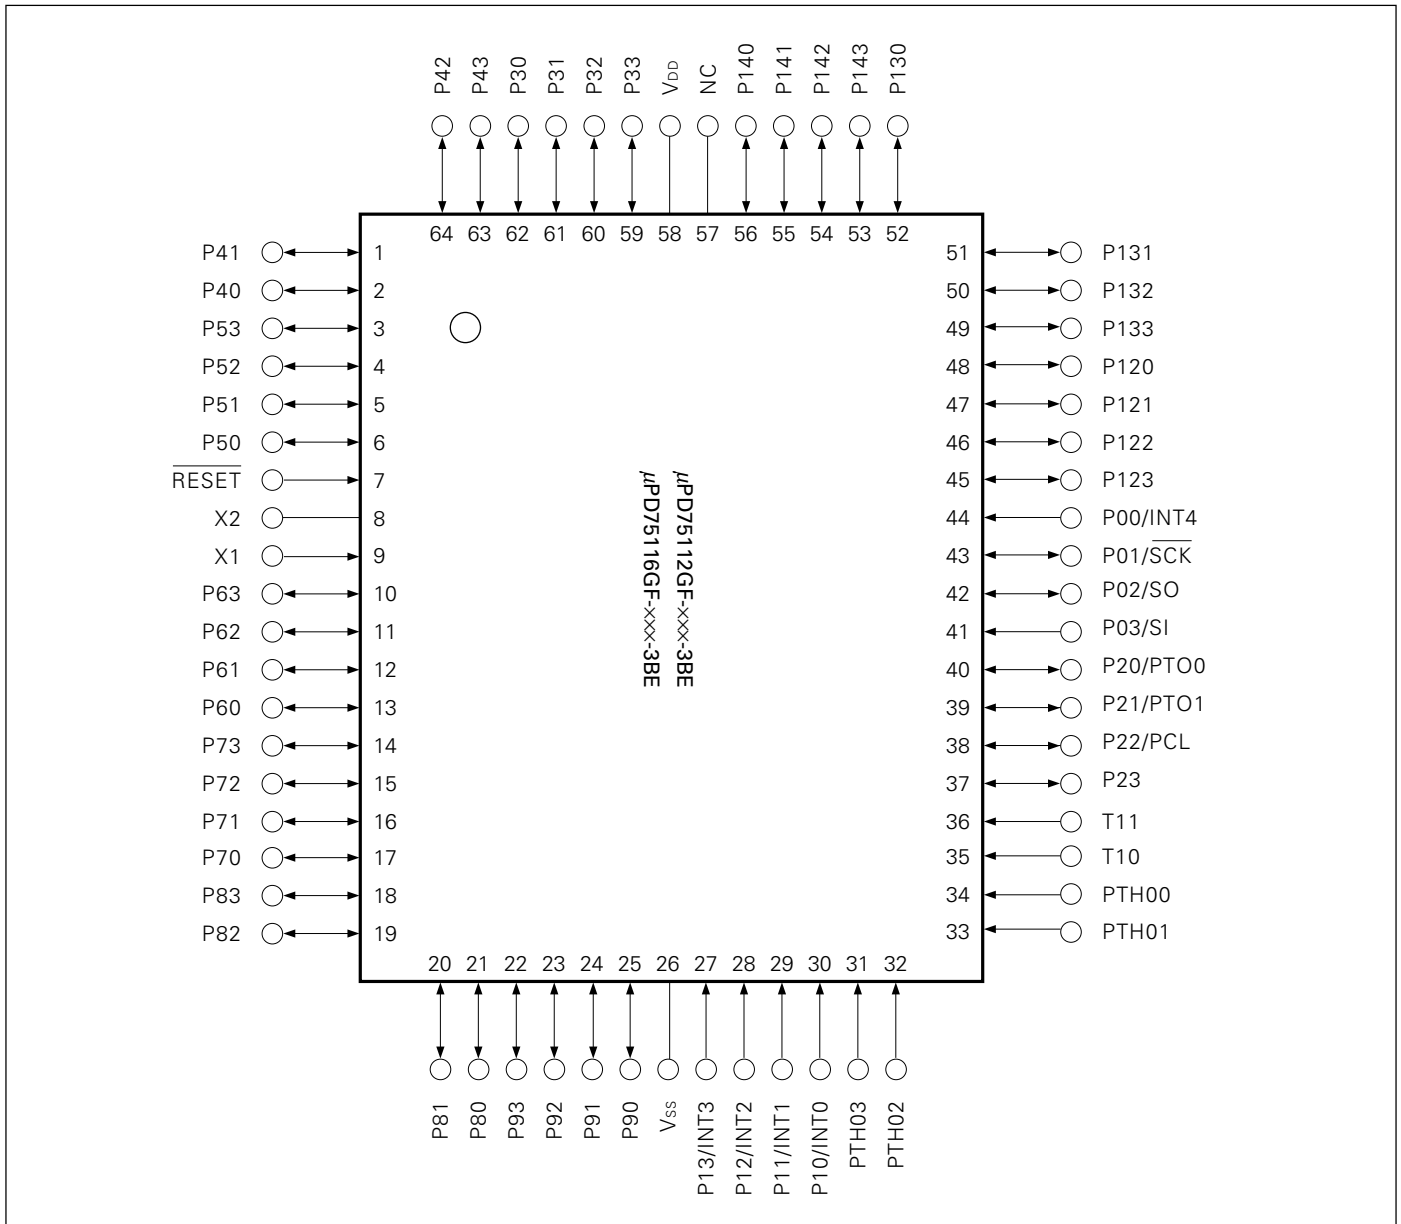 P42 P43 P30 P31 P32 P33 VDD NC P140 P141 P142 P143 P130
64 63 62 61 60 59 58 57 56 55 54 53 52
P41 1 51 P131
P40 2 50 P132
P53 3 49 P133
P52 4 48 P120
P51 5 47 P121
P50 6 46 P122
RESET 7 45 P123
X2 8 44 P00/INT4
X1 9 43 P01/SCK
P63 10 42 P02/SO
P62 11 41 P03/SI
P61 12 40 P20/PTO0
P60 13 39 P21/PTO1
P73 14 38 P22/PCL
P72 15 37 P23
P71 16 36 T11
P70 17 35 T10
P83 18 34 PTH00
P82 19 33 PTH01
μPD75112GF-×××-3BE
μPD75116GF-×××-3BE
20 21 22 23 24 25 26 27 28 29 30 31 32
P81 P80 P93 P92 P91 P90 VSS P13/INT3 P12/INT2 P11/INT1 P10/INT0 PTH03 PTH02